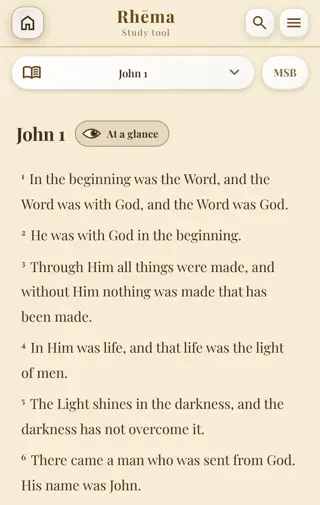 Rhēma
Study tool
John 1
MSB
John 1
At a glance
1 In the beginning was the Word, and the
Word was with God, and the Word was God.
2 He was with God in the beginning.
3 Through Him all things were made, and
without Him nothing was made that has
been made.
4 In Him was life, and that life was the light
of men.
5 The Light shines in the darkness, and the
darkness has not overcome it.
6 There came a man who was sent from God.
His name was John.